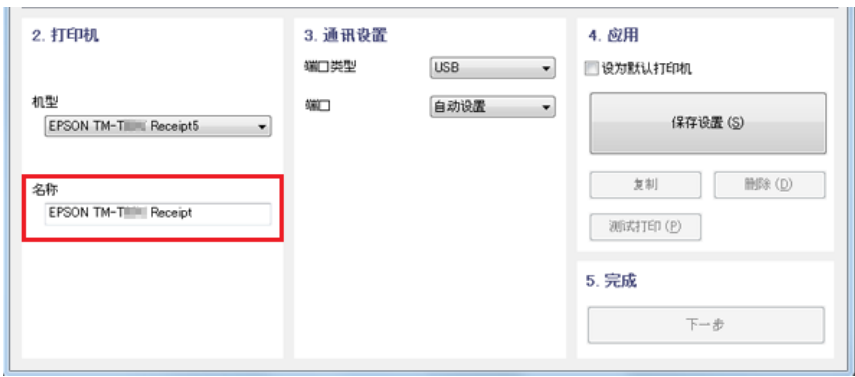 2. 打印机
机型
EPSON TM-T Receipt5
名称
EPSON TM-T Receipt
3. 通讯设置
端口类型
USB
端口
自动设置
4. 应用
设为默认打印机
保存设置 (S)
复制
删除 (D)
测试打印 (P)
5. 完成
下一步